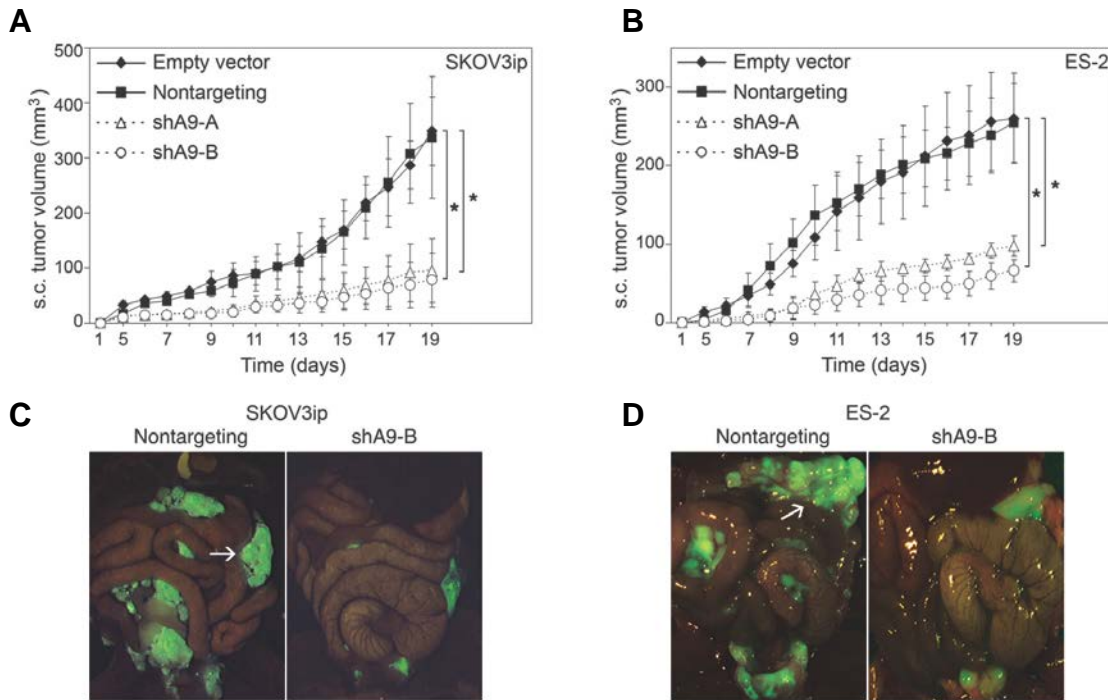 A
SKOV3ip
Empty vector
Nontargeting
shA9-A
shA9-B
s.c. tumor volume (mm³)
500
400
300
200
100
0
* *
1 5 7 9 11 13 15 17 19
Time (days)
B
ES-2
Empty vector
Nontargeting
shA9-A
shA9-B
s.c. tumor volume (mm³)
300
200
100
0
* *
1 5 7 9 11 13 15 17 19
Time (days)
C
SKOV3ip
Nontargeting shA9-B
D
ES-2
Nontargeting shA9-B